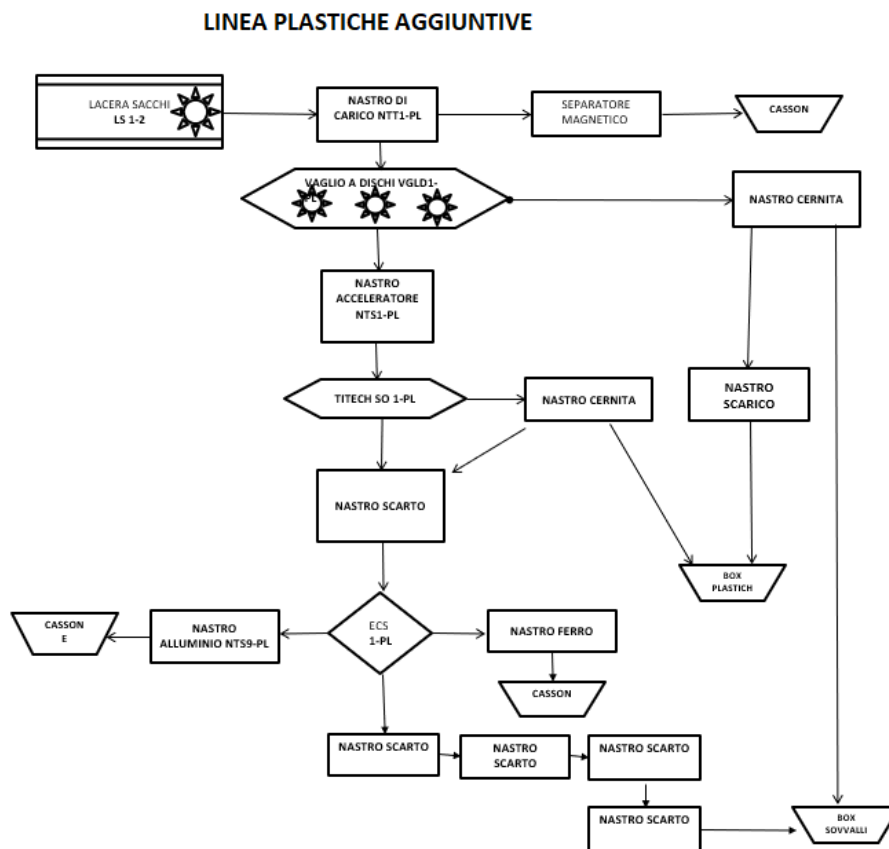 LINEA PLASTICHE AGGIUNTIVE
LACERA SACCHI
LS 1-2
NASTRO DI
CARICO NTT1-PL
SEPARATORE
MAGNETICO
CASSON
VAGLIO A DISCHI VGLD1-
PL
NASTRO CERNITA
NASTRO
ACCELERATORE
NTS1-PL
TITECH SO 1-PL
NASTRO CERNITA
NASTRO
SCARICO
NASTRO SCARTO
BOX
PLASTICH
CASSON
E
NASTRO
ALLUMINIO NTS9-PL
ECS
1-PL
NASTRO FERRO
CASSON
NASTRO SCARTO
NASTRO
SCARTO
NASTRO SCARTO
NASTRO SCARTO
BOX
SOVVALLI